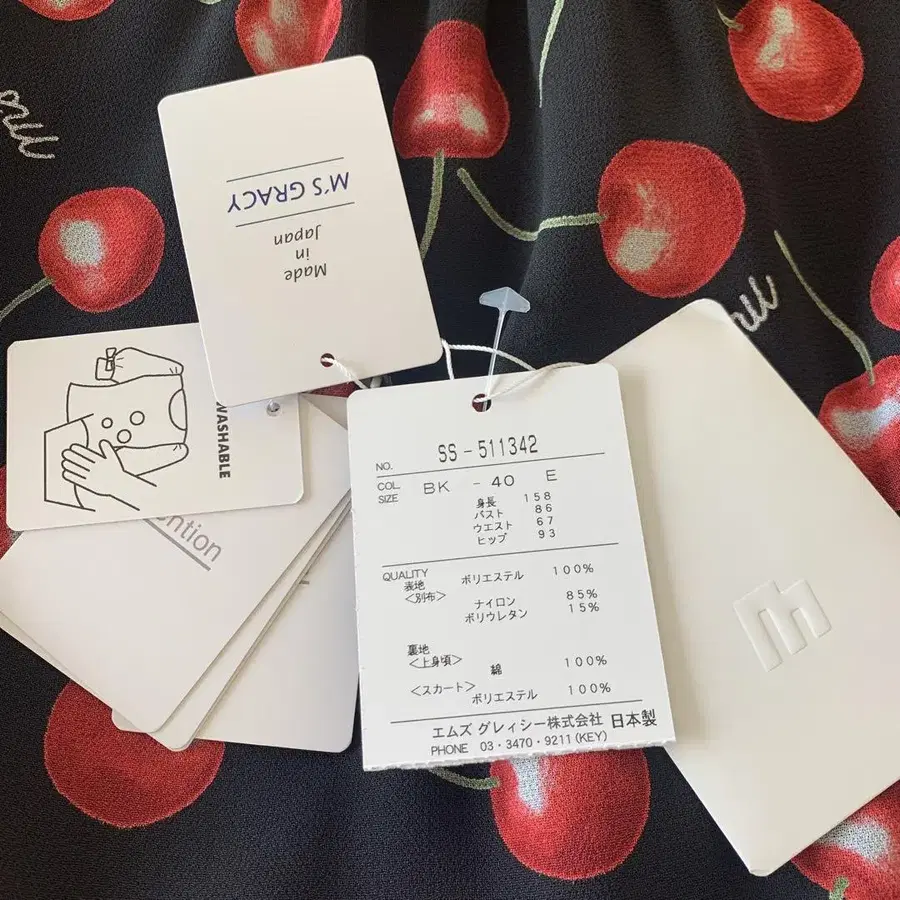 M'S GRACY
Made
in
Japan
WASHABLE
NO. SS-511342
COL. SIZE BK - 40 E
身長 158
バスト 86
ウエスト 67
ヒップ 93
QUALITY
表地 ポリエステル 100%
<別布> ナイロン 85%
ポリウレタン 15%
裏地
<上身頃> 綿 100%
<スカート> ポリエステル 100%
エムズ グレィシー株式会社 日本製
PHONE 03・3470・9211(KEY)